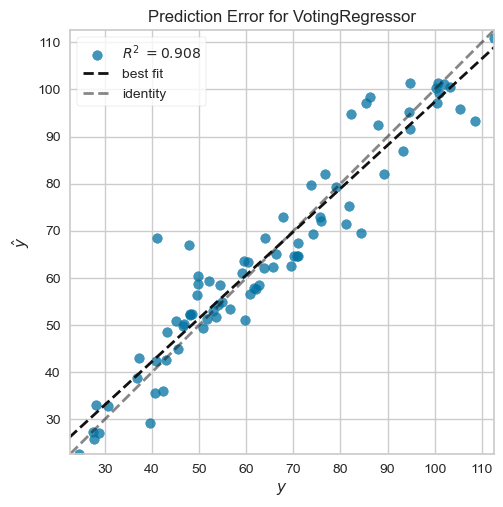 Prediction Error for VotingRegressor
R² = 0.908
best fit
identity
110
100
90
80
70
60
50
40
30
ŷ
30 40 50 60 70 80 90 100 110
y